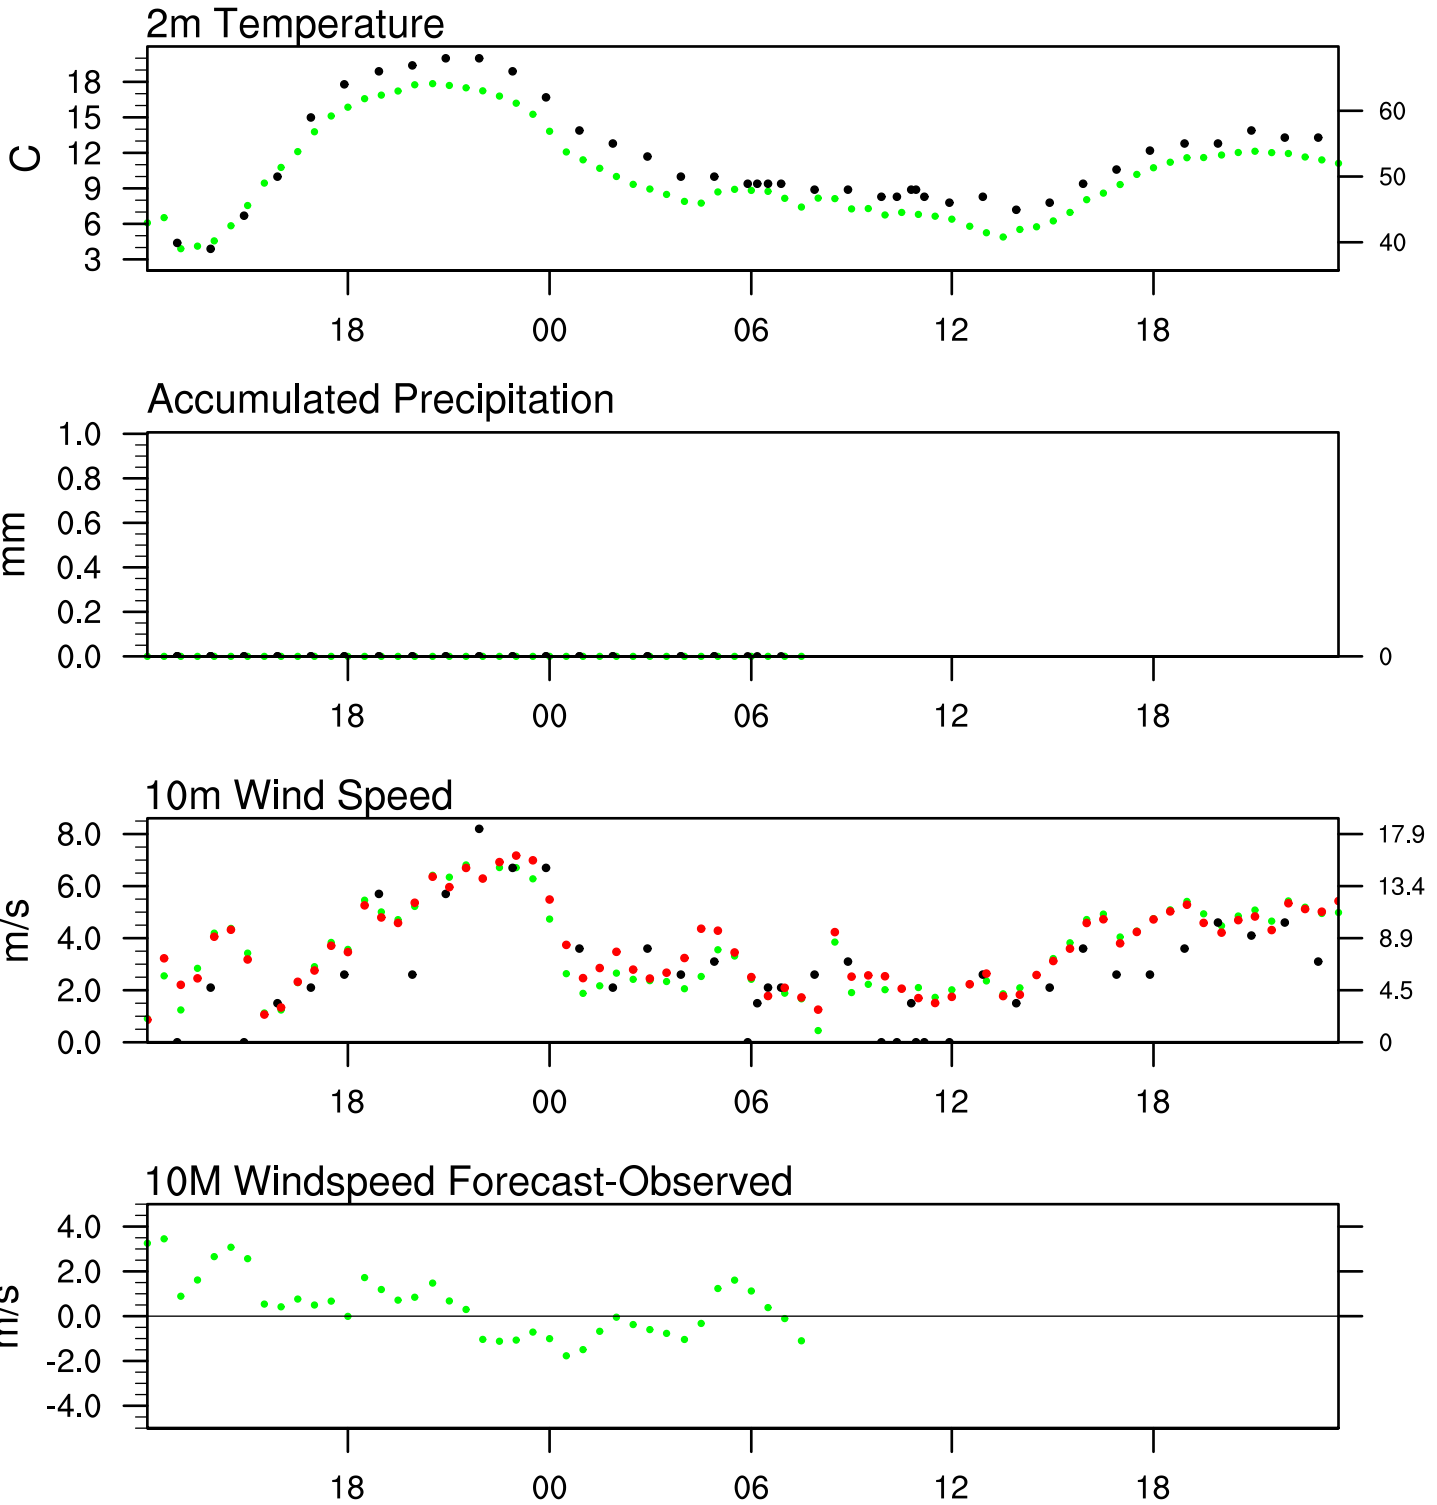 2m Temperature
18
15
12
9
6
3
C
60
50
40
18 00 06 12 18
Accumulated Precipitation
1.0
0.8
0.6
0.4
0.2
0.0
mm
0
18 00 06 12 18
10m Wind Speed
8.0
6.0
4.0
2.0
0.0
m/s
17.9
13.4
8.9
4.5
0
18 00 06 12 18
10M Windspeed Forecast-Observed
4.0
2.0
0.0
-2.0
-4.0
m/s
18 00 06 12 18